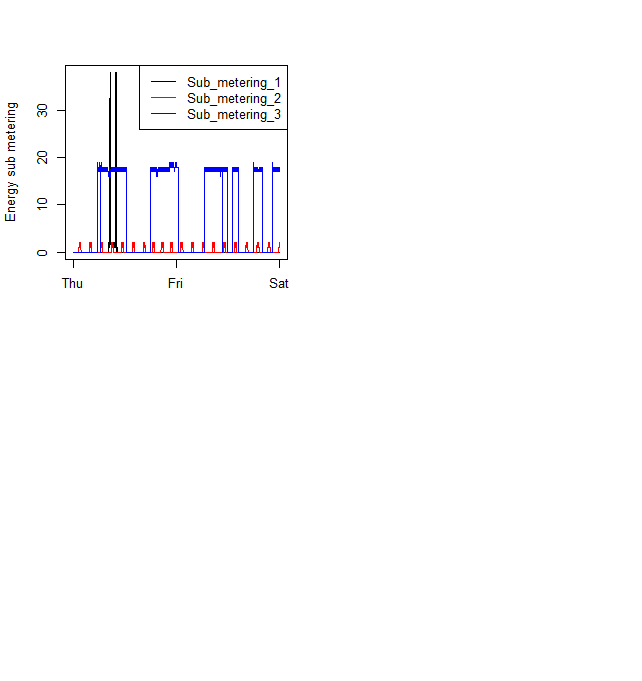 Sub_metering_1
Sub_metering_2
Sub_metering_3
Energy sub metering
30
20
10
0
Thu Fri Sat